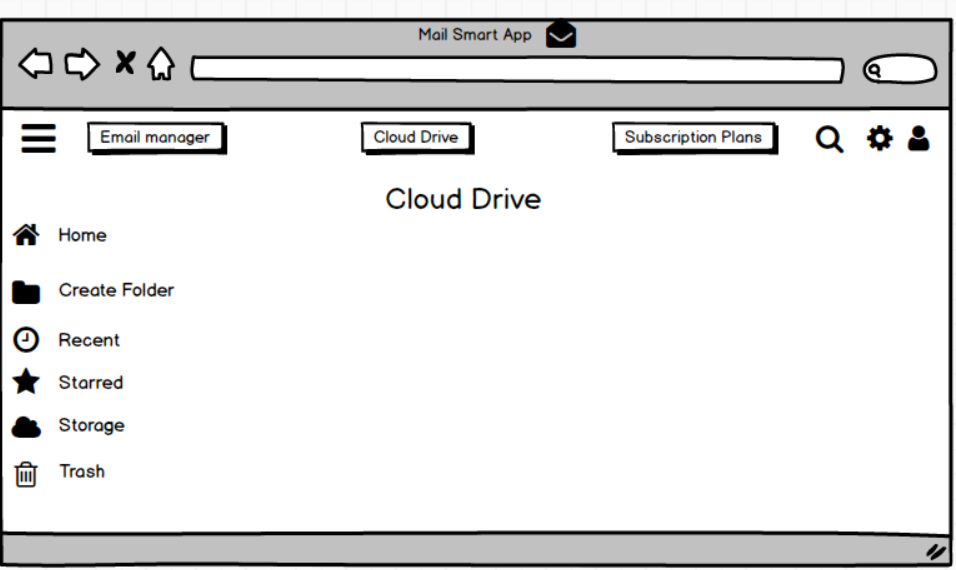 Mail Smart App
Email manager
Cloud Drive
Subscription Plans
Cloud Drive
Home
Create Folder
Recent
Starred
Storage
Trash